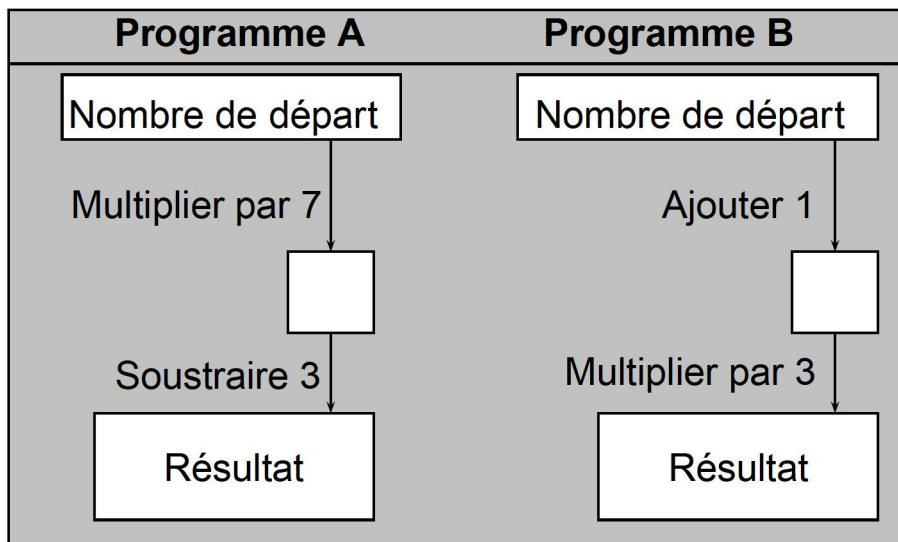 Programme A
Programme B
Nombre de départ
Nombre de départ
Multiplier par 7
Ajouter 1
Soustraire 3
Multiplier par 3
Résultat
Résultat